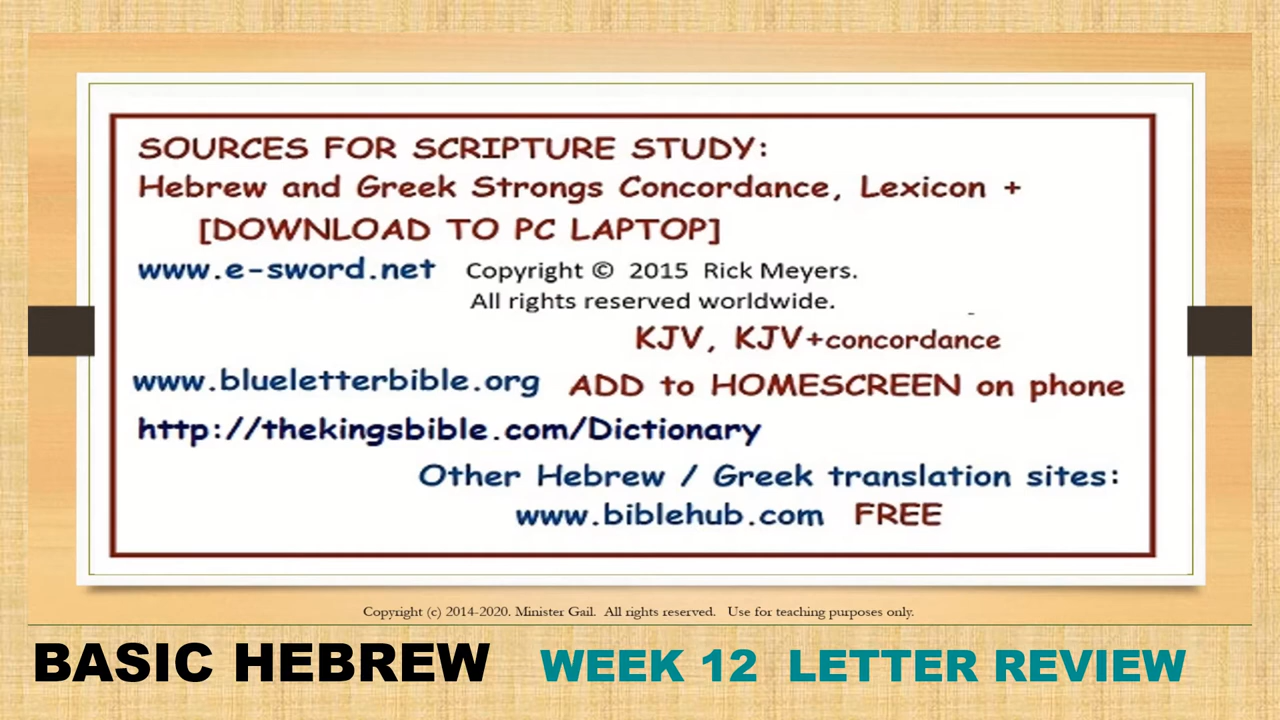 SOURCES FOR SCRIPTURE STUDY:
Hebrew and Greek Strongs Concordance, Lexicon +
[DOWNLOAD TO PC LAPTOP]
www.e-sword.net Copyright © 2015 Rick Meyers.
All rights reserved worldwide.
KJV, KJV+concordance
www.blueletterbible.org ADD to HOMESCREEN on phone
http://thekingsbible.com/Dictionary
Other Hebrew / Greek translation sites:
www.biblehub.com FREE
Copyright (c) 2014-2020. Minister Gail. All rights reserved. Use for teaching purposes only.
BASIC HEBREW WEEK 12 LETTER REVIEW